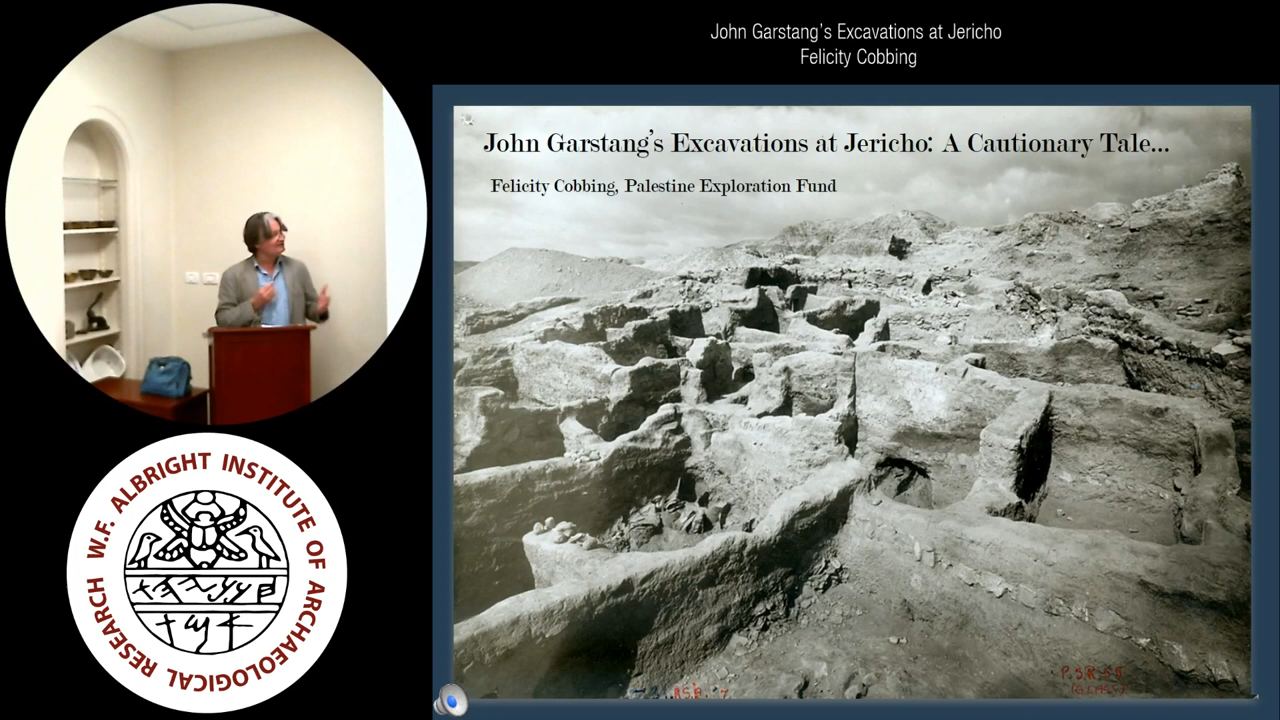 John Garstang's Excavations at Jericho
Felicity Cobbing
John Garstang's Excavations at Jericho: A Cautionary Tale...
Felicity Cobbing, Palestine Exploration Fund
W.F. ALBRIGHT INSTITUTE OF ARCHAEOLOGICAL RESEARCH